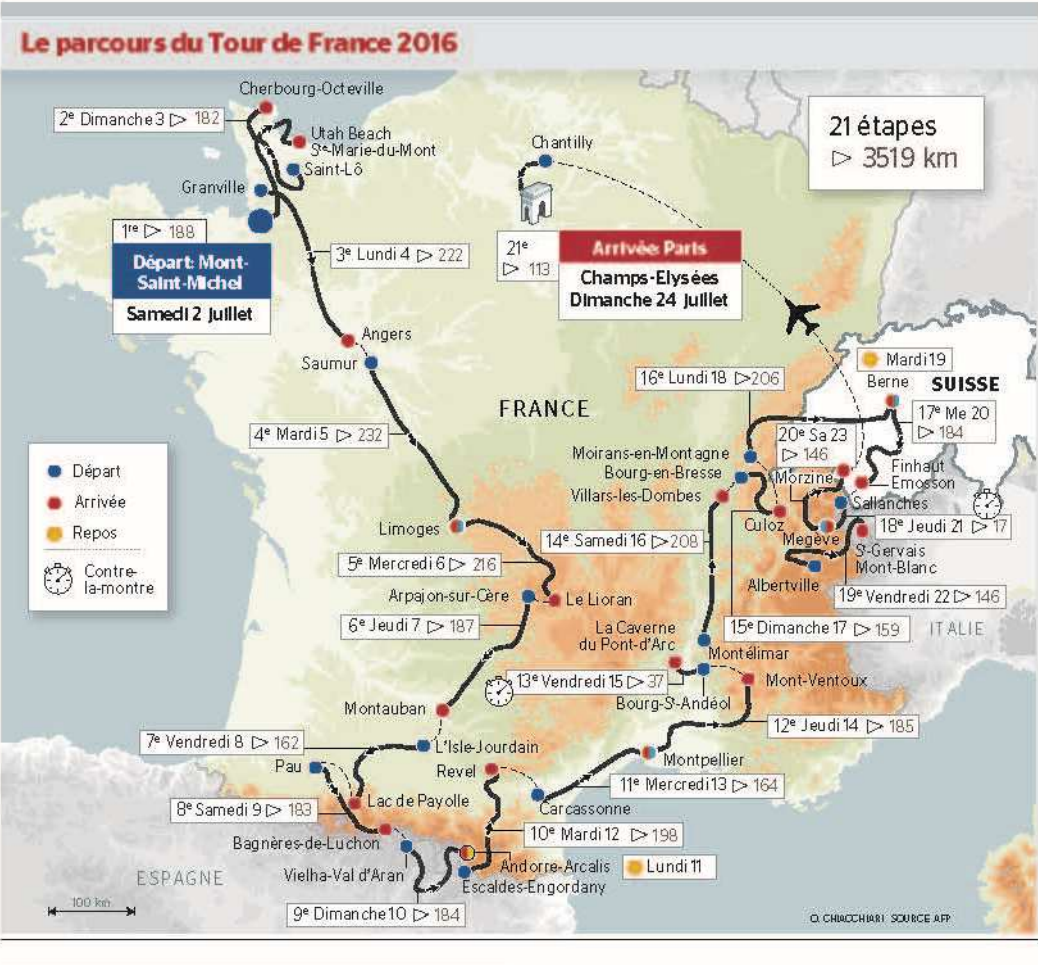 Le parcours du Tour de France 2016
Cherbourg-Octeville
2e Dimanche 3 ▷ 182
Utah Beach
Ste-Marie-du-Mont
Saint-Lô
Granville
1re ▷ 188
Départ: Mont-
Saint-Michel
Samedi 2 juillet
3e Lundi 4 ▷ 222
Chantilly
21 étapes
▷ 3519 km
21e
▷ 113
Arrivée: Paris
Champs-Elysées
Dimanche 24 juillet
Angers
Saumur
4e Mardi 5 ▷ 232
FRANCE
16e Lundi 18 ▷ 206
Mardi 19
Berne
SUISSE
17e Me 20
▷ 184
20e Sa 23
▷ 146
Moirans-en-Montagne
Bourg-en-Bresse
Villars-les-Dombes
Morzine
Finhaut
Emosson
Sallanches
Culoz
Megève
18e Jeudi 21 ▷ 17
St-Gervais
Mont-Blanc
Albertville
19e Vendredi 22 ▷ 146
Départ
Arrivée
Repos
Contre-
la-montre
Limoges
14e Samedi 16 ▷ 208
5e Mercredi 6 ▷ 216
Arpajon-sur-Cère
Le Lioran
6e Jeudi 7 ▷ 187
La Caverne
du Pont-d'Arc
15e Dimanche 17 ▷ 159
ITALIE
Montélimar
13e Vendredi 15 ▷ 37
Mont-Ventoux
Bourg-St-Andéol
Montauban
12e Jeudi 14 ▷ 185
7e Vendredi 8 ▷ 162
L'Isle-Jourdain
Pau
Revel
Montpellier
11e Mercredi 13 ▷ 164
8e Samedi 9 ▷ 183
Lac de Payolle
Carcassonne
10e Mardi 12 ▷ 198
Bagnères-de-Luchon
Vielha-Val d'Aran
Andorre-Arcalis
Lundi 11
Escaldes-Engordany
ESPAGNE
100 km
9e Dimanche 10 ▷ 184
O. CHIACCHIARI SOURCE AFP